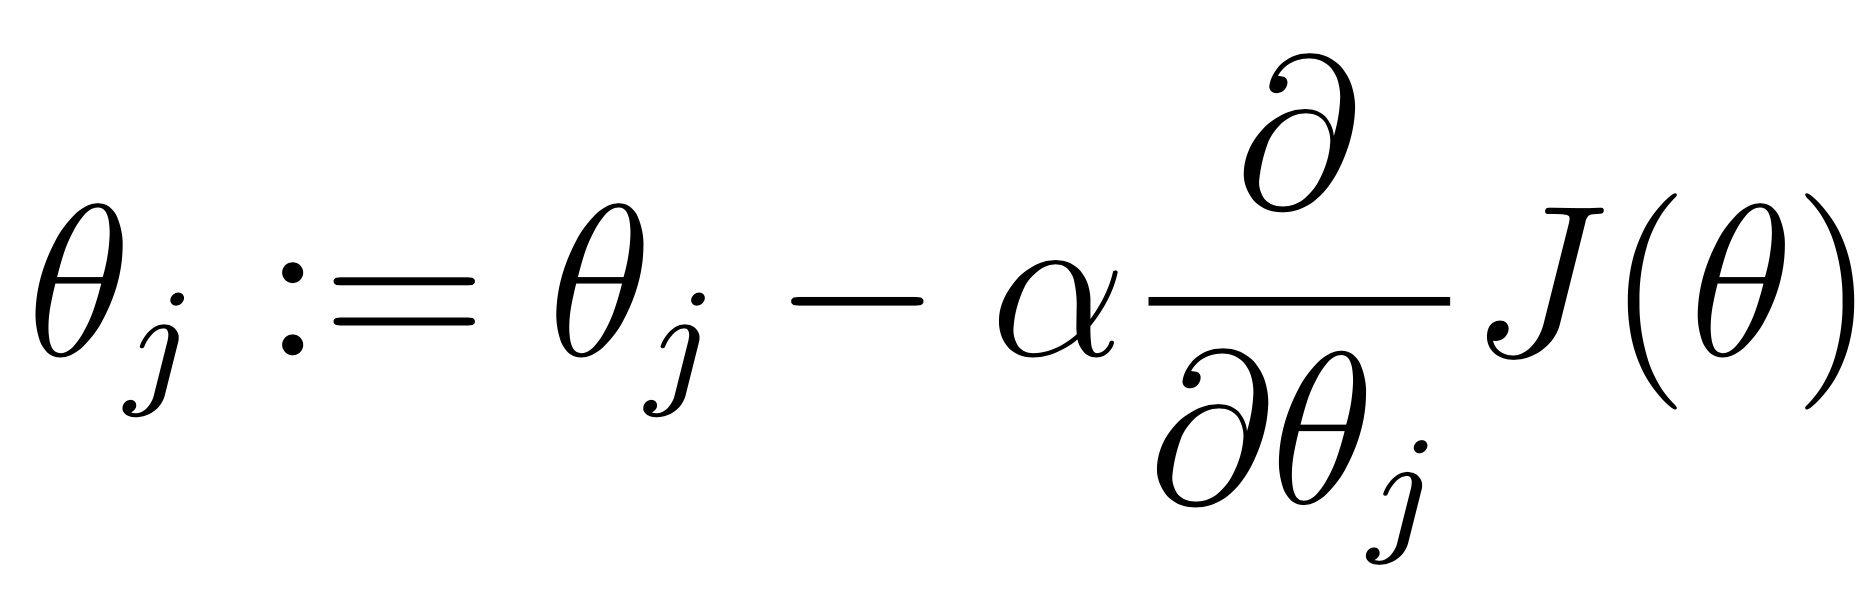 θ_j := θ_j − α ∂/∂θ_j J(θ)